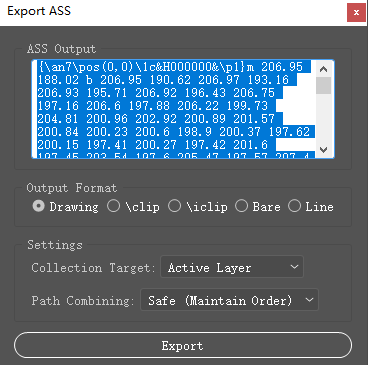 Export ASS
x
ASS Output
{\an7\pos(0,0)\1c&H000000&\p1}m 206.95
188.02 b 206.95 190.62 206.97 193.16
206.93 195.71 206.92 196.43 206.75
197.16 206.6 197.88 206.22 199.73
204.81 200.96 202.92 200.89 201.57
200.84 200.23 200.6 198.9 200.37 197.62
200.15 197.41 200.27 197.42 201.6
197.45 203.54 197.6 205.47 197.57 207.4
Output Format
Drawing \clip \iclip Bare Line
Settings
Collection Target: Active Layer
Path Combining: Safe (Maintain Order)
Export